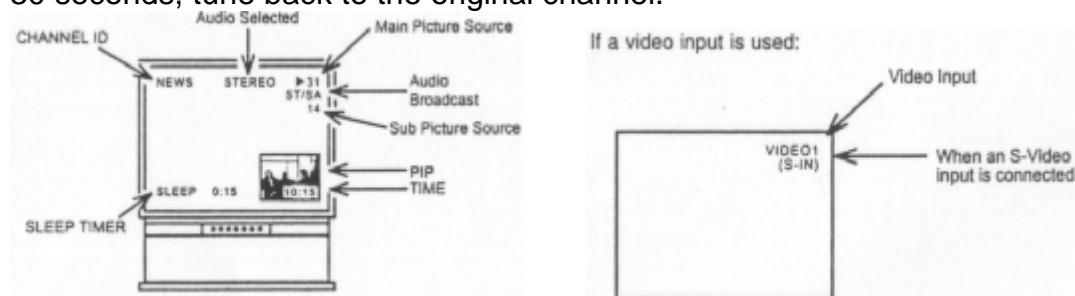 seconds, tune back to the original channel.
Audio Selected
CHANNEL ID
Main Picture Source
NEWS STEREO ▶31
ST/SA
14
Audio
Broadcast
Sub Picture Source
PIP
TIME
SLEEP 0:15
10:15
SLEEP TIMER
If a video input is used:
Video Input
VIDEO1
(S-IN)
When an S-Video
input is connected